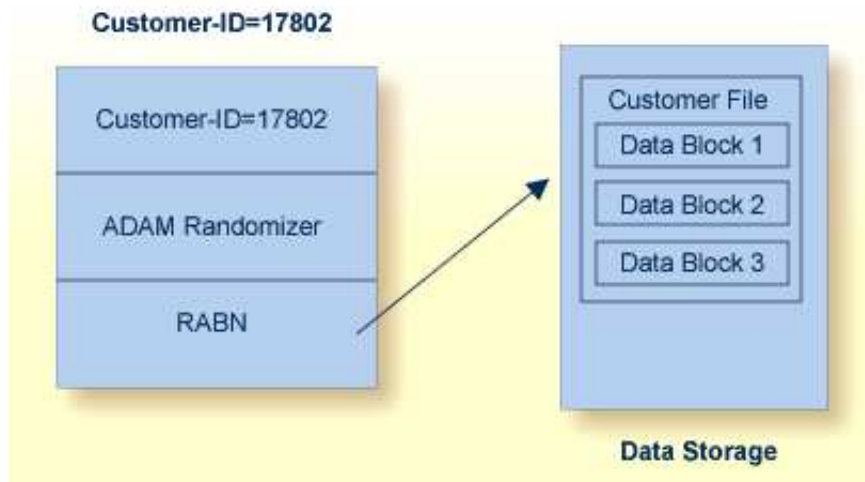 Customer-ID=17802
Customer-ID=17802
ADAM Randomizer
RABN
Customer File
Data Block 1
Data Block 2
Data Block 3
Data Storage